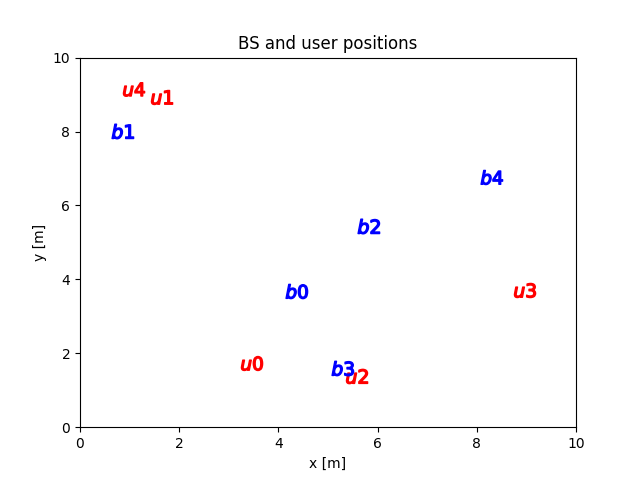 BS and user positions
10
u4
u1
8
b1
b4
6
b2
y [m]
4
b0
u3
2
u0
b3
u2
0
0 2 4 6 8 10
x [m]